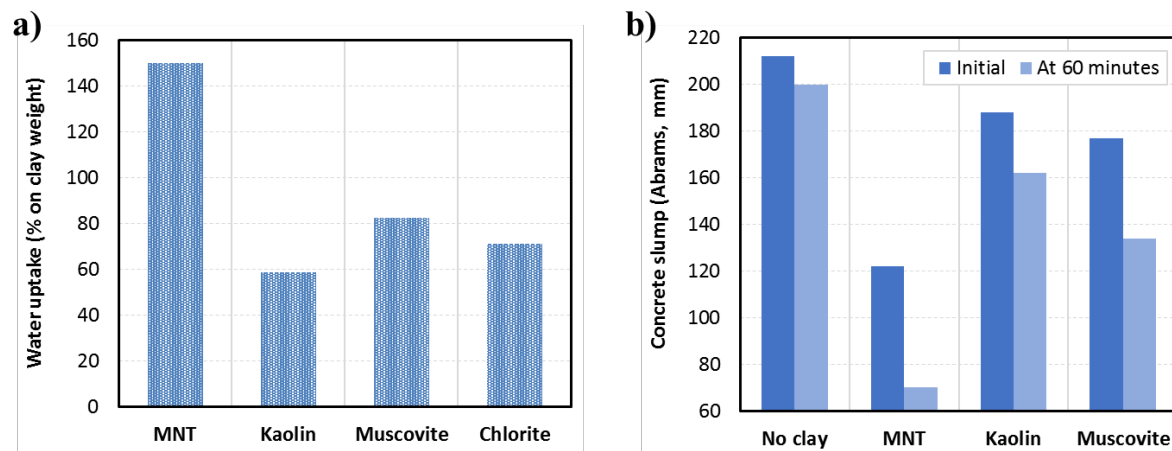 a)
Water uptake (% on clay weight)
160
140
120
100
80
60
40
20
0
MNT Kaolin Muscovite Chlorite
b)
Concrete slump (Abrams, mm)
220
200
180
160
140
120
100
80
60
Initial At 60 minutes
No clay MNT Kaolin Muscovite